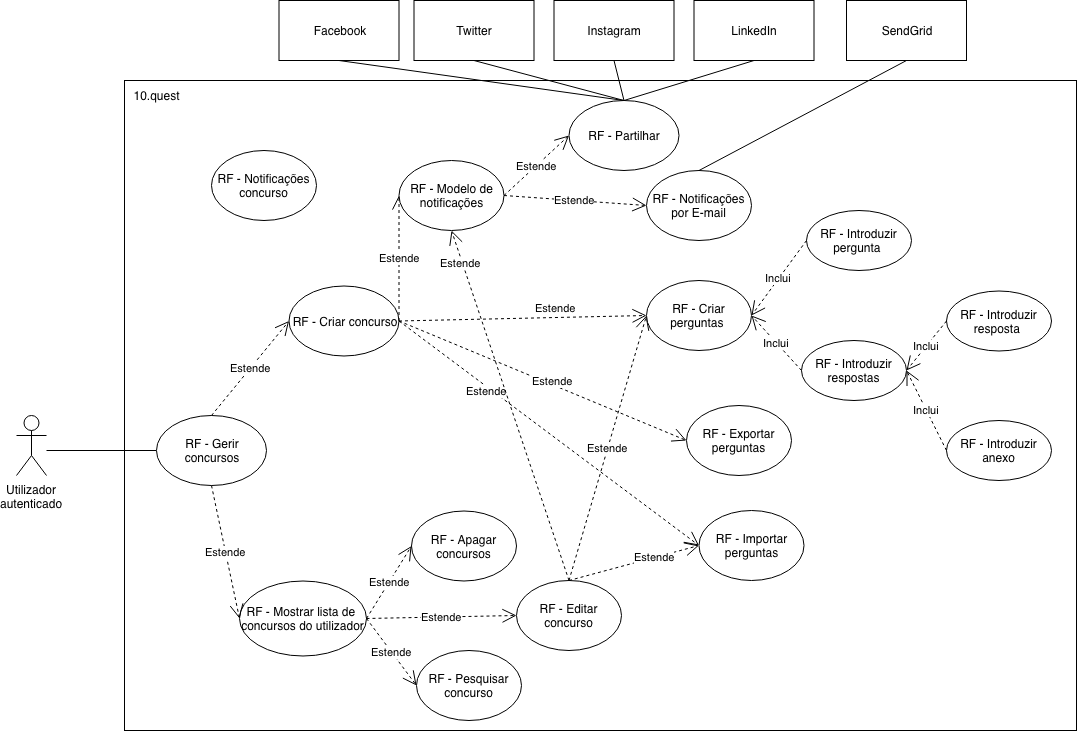 Facebook
Twitter
Instagram
LinkedIn
SendGrid
10.quest
RF - Partilhar
Estende
RF - Notificações
concurso
RF - Modelo de
notificações
Estende
RF - Notificações
por E-mail
RF - Introduzir
pergunta
Estende
Estende
Inclui
RF - Criar concurso
Estende
RF - Criar
perguntas
RF - Introduzir
resposta
Inclui
Inclui
Estende
RF - Introduzir
respostas
Estende
Estende
Inclui
RF - Gerir
concursos
Estende
RF - Exportar
perguntas
RF - Introduzir
anexo
Utilizador
autenticado
Estende
RF - Apagar
concursos
RF - Importar
perguntas
Estende
Estende
RF - Mostrar lista de
concursos do utilizador
Estende
RF - Editar
concurso
Estende
RF - Pesquisar
concurso